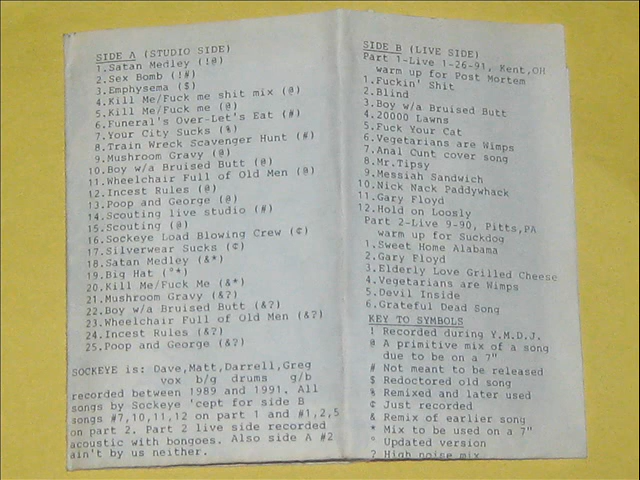 SIDE A (STUDIO SIDE)
1.Satan Medley (!@)
2.Sex Bomb (!#)
3.Emphysema ($)
4.Kill Me/Fuck me shit mix (@)
5.Kill Me/Fuck me (@)
6.Funeral's Over-Let's Eat (#)
7.Your City Sucks (%)
8.Train Wreck Scavenger Hunt (#)
9.Mushroom Gravy (@)
10.Boy w/a Bruised Butt (@)
11.Wheelchair Full of Old Men (@)
12.Incest Rules (@)
13.Poop and George (@)
14.Scouting live studio (#)
15.Scouting (@)
16.Sockeye Load Blowing Crew (¢)
17.Silverwear Sucks (¢)
18.Satan Medley (&*)
19.Big Hat (°*)
20.Kill Me/Fuck Me (&*)
21.Mushroom Gravy (&?)
22.Boy w/a Bruised Butt (&?)
23.Wheelchair Full of Old Men (&?)
24.Incest Rules (&?)
25.Poop and George (&?)
SOCKEYE is: Dave,Matt,Darrell,Greg
vox b/g drums g/b
recorded between 1989 and 1991. All
songs by Sockeye 'cept for side B
songs #7,10,11,12 on part 1 and #1,2,5
on part 2. Part 2 live side recorded
acoustic with bongoes. Also side A #2
ain't by us neither.
SIDE B (LIVE SIDE)
Part 1-Live 1-26-91, Kent,OH
warm up for Post Mortem
1.Fuckin' Shit
2.Blind
3.Boy w/a Bruised Butt
4.20000 Lawns
5.Fuck Your Cat
6.Vegetarians are Wimps
7.Anal Cunt cover song
8.Mr.Tipsy
9.Messiah Sandwich
10.Nick Nack Paddywhack
11.Gary Floyd
12.Hold on Loosly
Part 2-Live 9-90, Pitts,PA
warm up for Suckdog
1.Sweet Home Alabama
2.Gary Floyd
3.Elderly Love Grilled Cheese
4.Vegetarians are Wimps
5.Devil Inside
6.Grateful Dead Song
KEY TO SYMBOLS
! Recorded during Y.M.D.J.
@ A primitive mix of a song
due to be on a 7"
# Not meant to be released
$ Redoctored old song
% Remixed and later used
¢ Just recorded
& Remix of earlier song
* Mix to be used on a 7"
° Updated version
? High noise mix